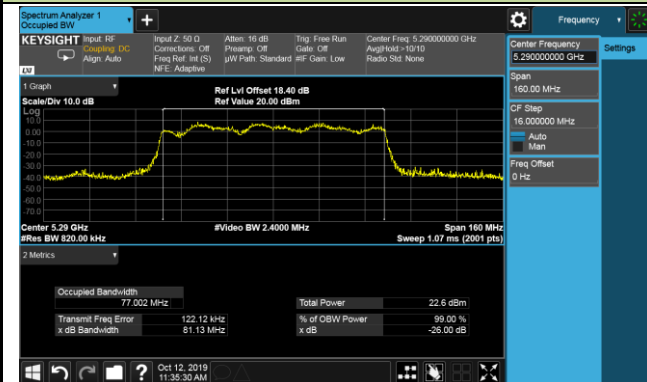 Spectrum Analyzer 1
Occupied BW
+
Frequency
KEYSIGHT
Input: RF
Coupling: DC
Align: Auto
LXI
Input Z: 50 Ω
Corrections: Off
Freq Ref: Int (S)
NFE: Adaptive
Atten: 16 dB
Preamp: Off
µW Path: Standard
Trig: Free Run
Gate: Off
#IF Gain: Low
Center Freq: 5.290000000 GHz
Avg|Hold:>10/10
Radio Std: None
Center Frequency
5.290000000 GHz
Settings
Span
160.00 MHz
CF Step
16.000000 MHz
Auto
Man
Freq Offset
0 Hz
1 Graph
Scale/Div 10.0 dB
Ref Lvl Offset 18.40 dB
Ref Value 20.00 dBm
Log
10.0
0.00
-10.0
-20.0
-30.0
-40.0
-50.0
-60.0
-70.0
Center 5.29 GHz
#Video BW 2.4000 MHz
Span 160 MHz
#Res BW 820.00 kHz
Sweep 1.07 ms (2001 pts)
2 Metrics
Occupied Bandwidth
77.002 MHz
Total Power 22.6 dBm
Transmit Freq Error 122.12 kHz
% of OBW Power 99.00 %
x dB Bandwidth 81.13 MHz
x dB -26.00 dB
?
Oct 12, 2019
11:35:30 AM